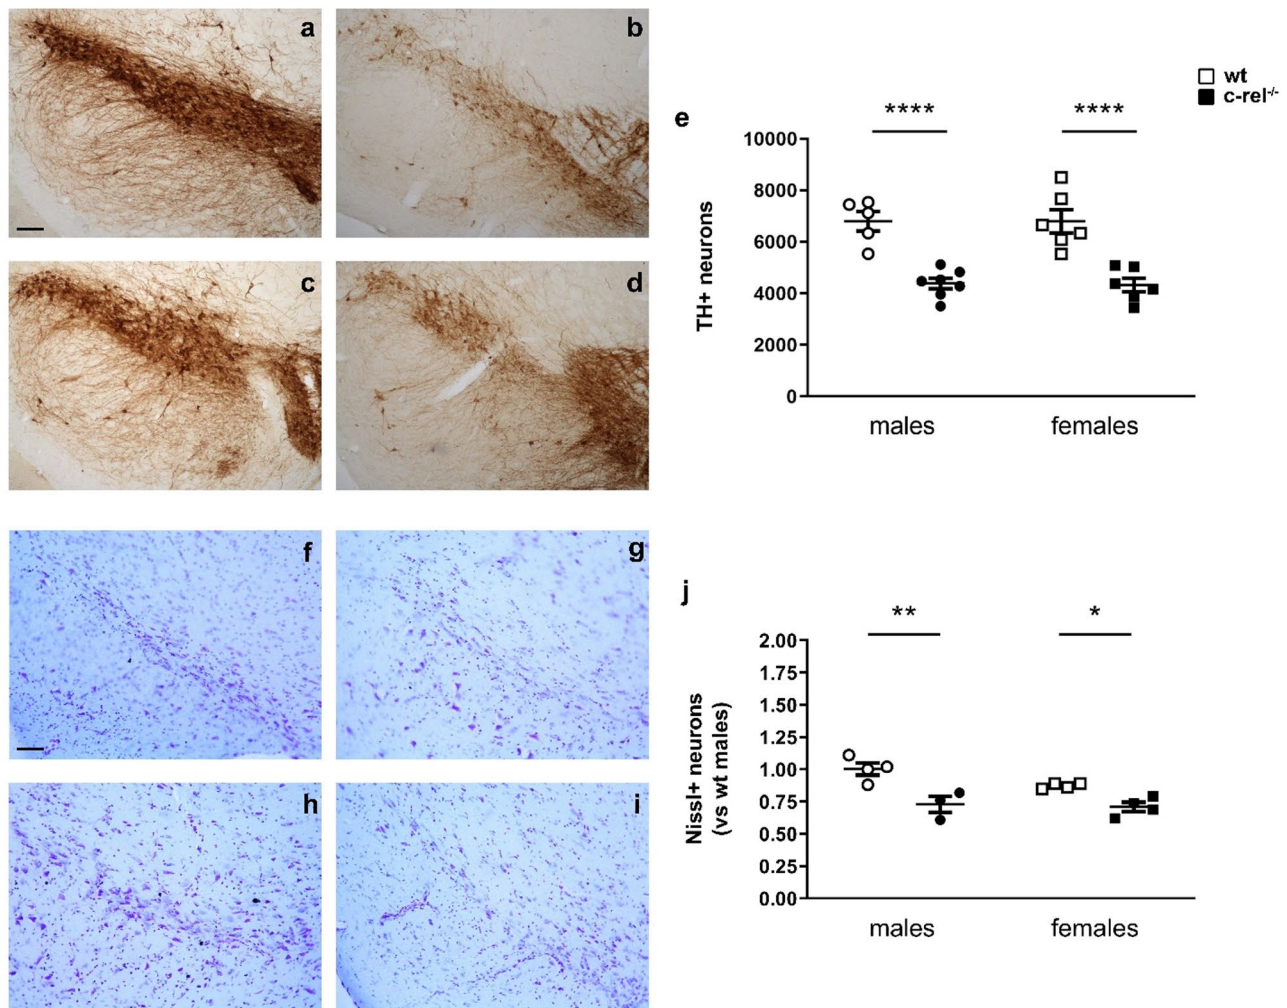 a
b
c
d
e
wt
c-rel-/-
**** ****
10000
8000
6000
4000
2000
0
TH+ neurons
males females
f
g
h
i
j
** *
2.00
1.75
1.50
1.25
1.00
0.75
0.50
0.25
0.00
Nissl+ neurons
(vs wt males)
males females